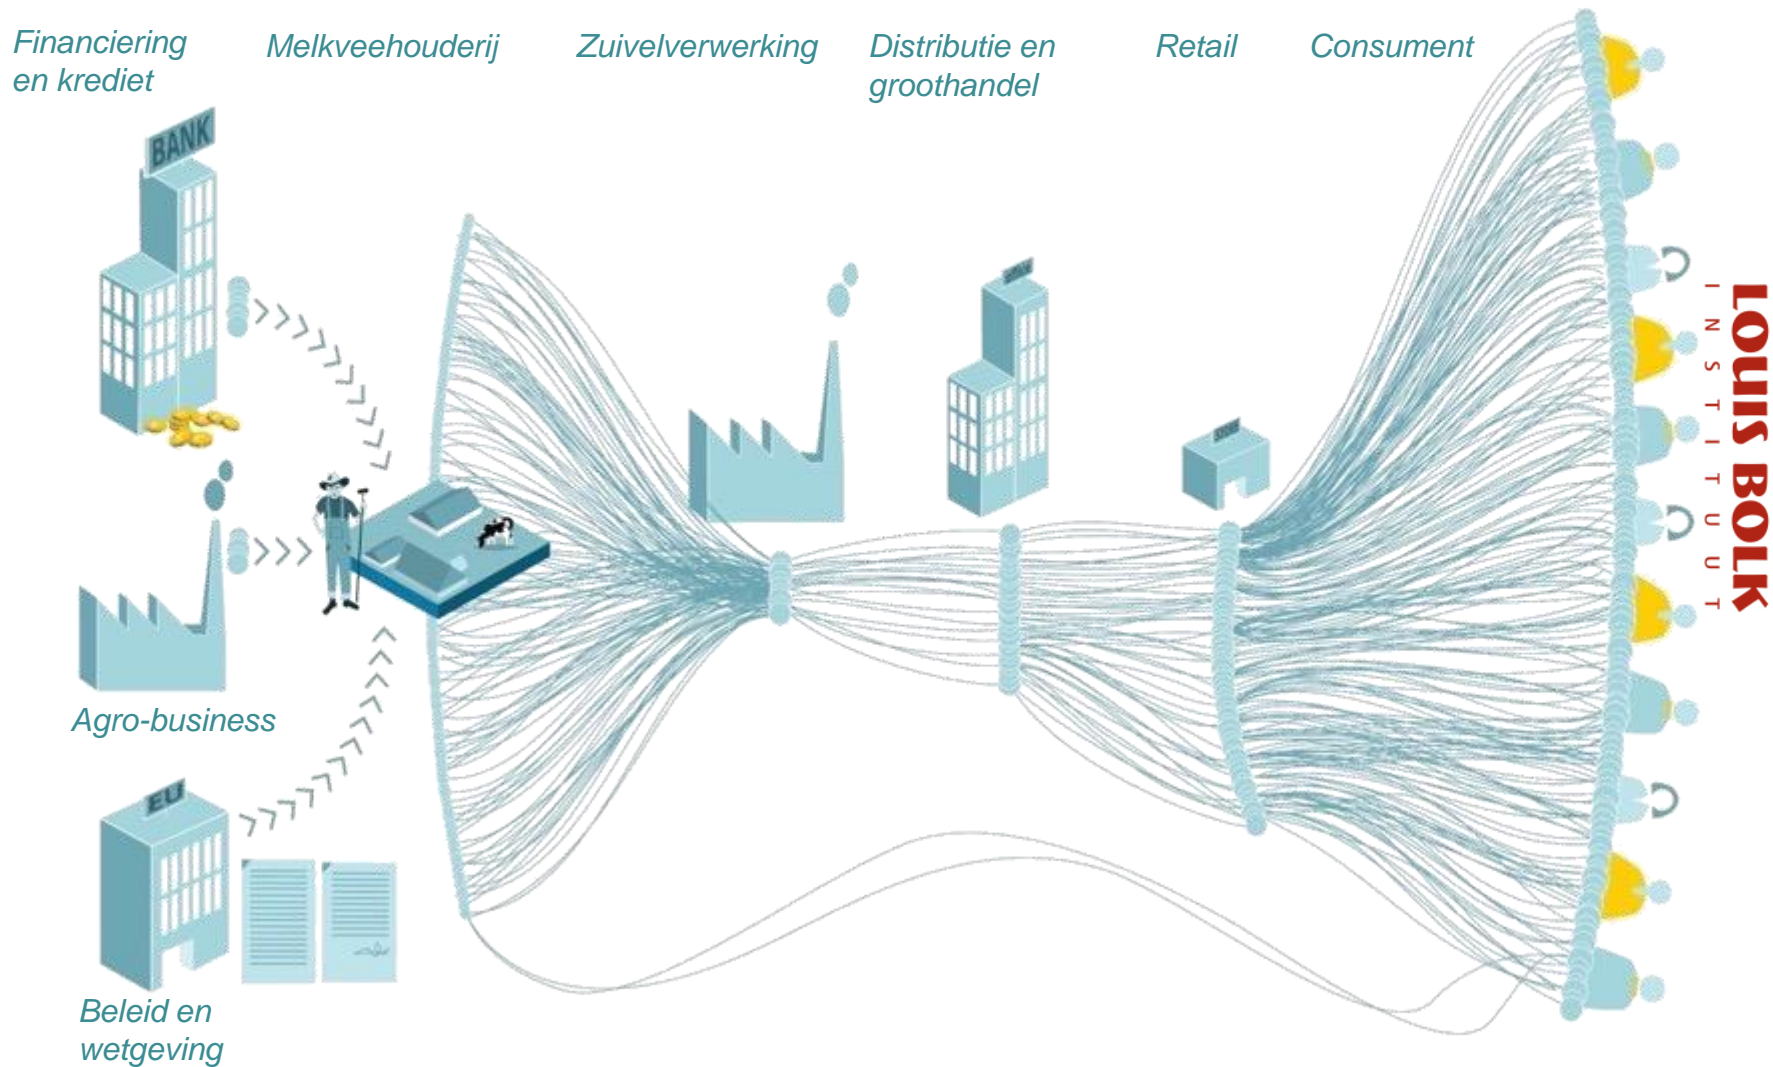 Financiering
en krediet
Melkveehouderij
Zuivelverwerking
Distributie en
groothandel
Retail
Consument
BANK
Agro-business
EU
Beleid en
wetgeving
LOUIS BOLK
INSTITUUT